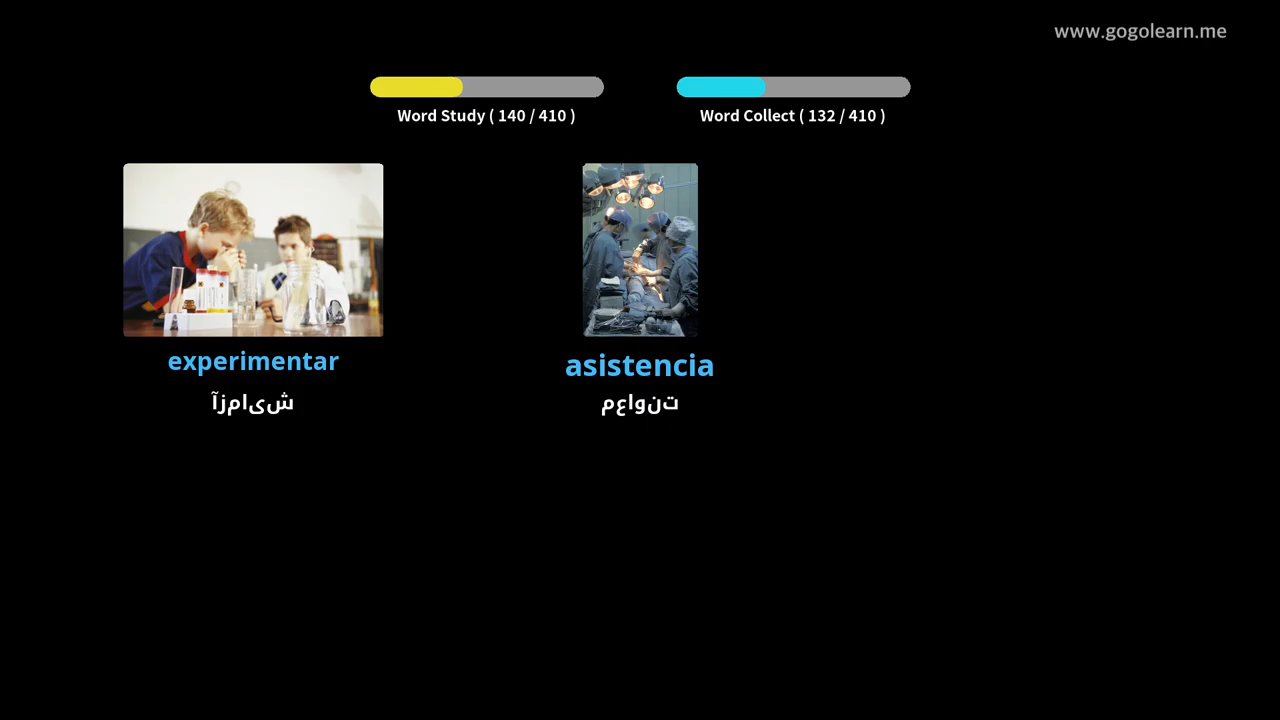 www.gogolearn.me
Word Study ( 140 / 410 )
Word Collect ( 132 / 410 )
experimentar
آزمایش
asistencia
معاونت